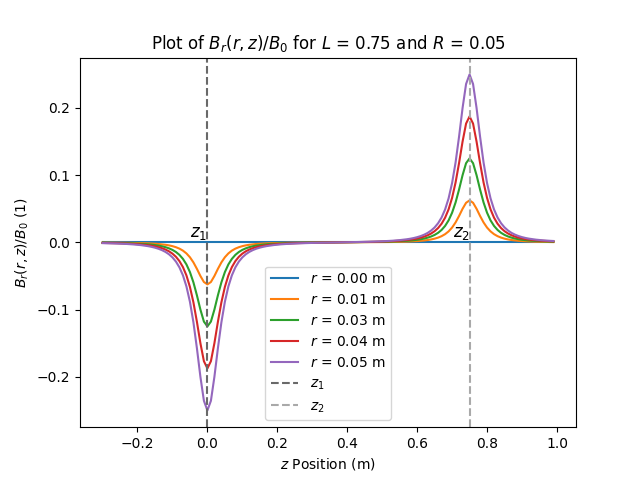 Plot of B_r(r, z)/B_0 for L = 0.75 and R = 0.05
B_r(r, z)/B_0 (1)
0.2
0.1
0.0
−0.1
−0.2
z_1
z_2
r = 0.00 m
r = 0.01 m
r = 0.03 m
r = 0.04 m
r = 0.05 m
z_1
z_2
−0.2 0.0 0.2 0.4 0.6 0.8 1.0
z Position (m)